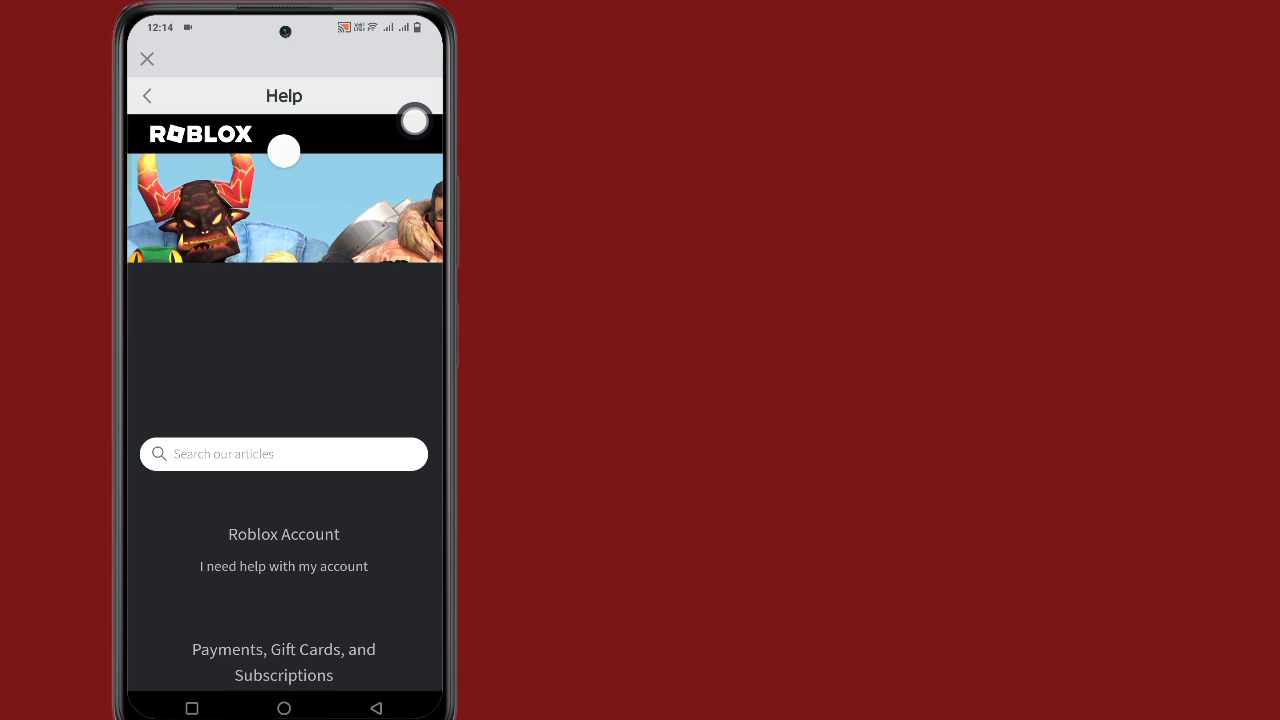 12:14
Help
ROBLOX
Search our articles
Roblox Account
I need help with my account
Payments, Gift Cards, and
Subscriptions